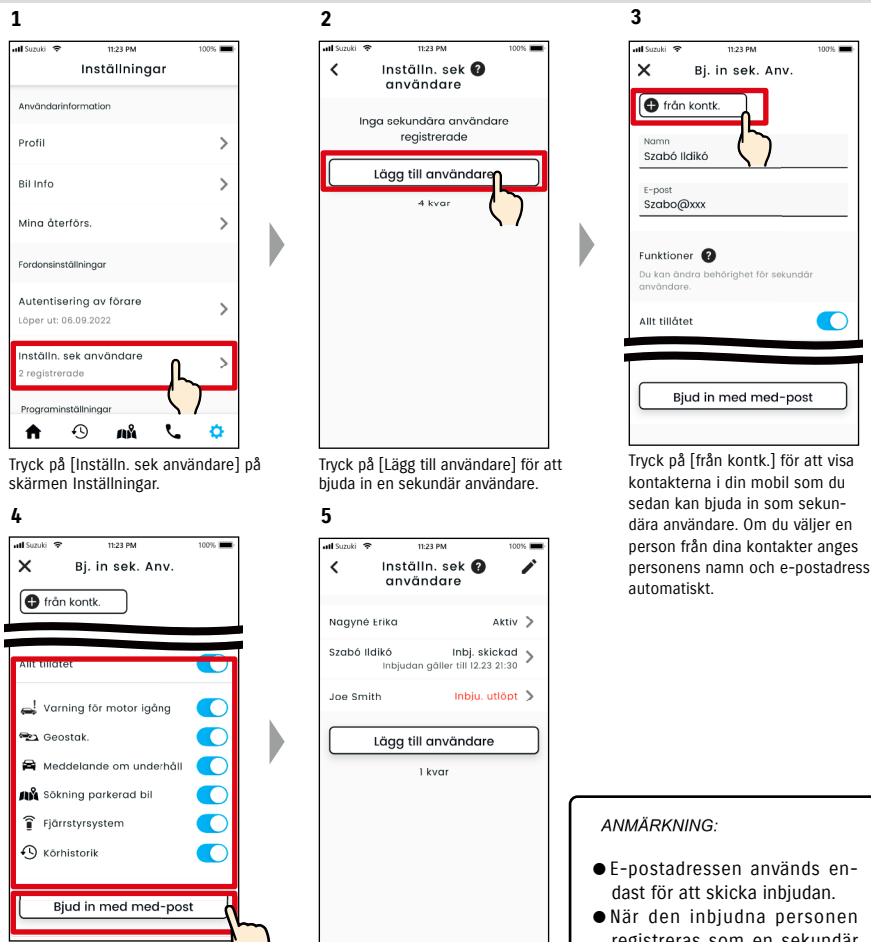 1
Suzuki 11:23 PM 100%
Inställningar
Användarinformation
Profil
Bil Info
Mina återförs.
Fordonsinställningar
Autentisering av förare
Löper ut: 06.09.2022
Inställn. sek användare
2 registrerade
Programinställningar
Tryck på [Inställn. sek användare] på
skärmen Inställningar.
2
Suzuki 11:23 PM 100%
Inställn. sek ?
användare
Inga sekundära användare
registrerade
Lägg till användare
4 kvar
Tryck på [Lägg till användare] för att
bjuda in en sekundär användare.
3
Suzuki 11:23 PM 100%
Bj. in sek. Anv.
från kontk.
Namn
Szabó Ildikó
E-post
Szabo@xxx
Funktioner ?
Du kan ändra behörighet för sekundär
användare.
Allt tillåtet
Bjud in med med-post
Tryck på [från kontk.] för att visa
kontakterna i din mobil som du
sedan kan bjuda in som sekun-
dära användare. Om du väljer en
person från dina kontakter anges
personens namn och e-postadress
automatiskt.
4
Suzuki 11:23 PM 100%
Bj. in sek. Anv.
från kontk.
Allt tillåtet
Varning för motor igång
Geostak.
Meddelande om underhåll
Sökning parkerad bil
Fjärrstyrsystem
Körhistorik
Bjud in med med-post
5
Suzuki 11:23 PM 100%
Inställn. sek ?
användare
Nagyné Erika Aktiv
Szabó Ildikó Inbj. skickad
Inbjudan gäller till 12.23 21:30
Joe Smith Inbju. utlöpt
Lägg till användare
1 kvar
ANMÄRKNING:
● E-postadressen används en-
dast för att skicka inbjudan.
● När den inbjudna personen
registreras som en sekundär